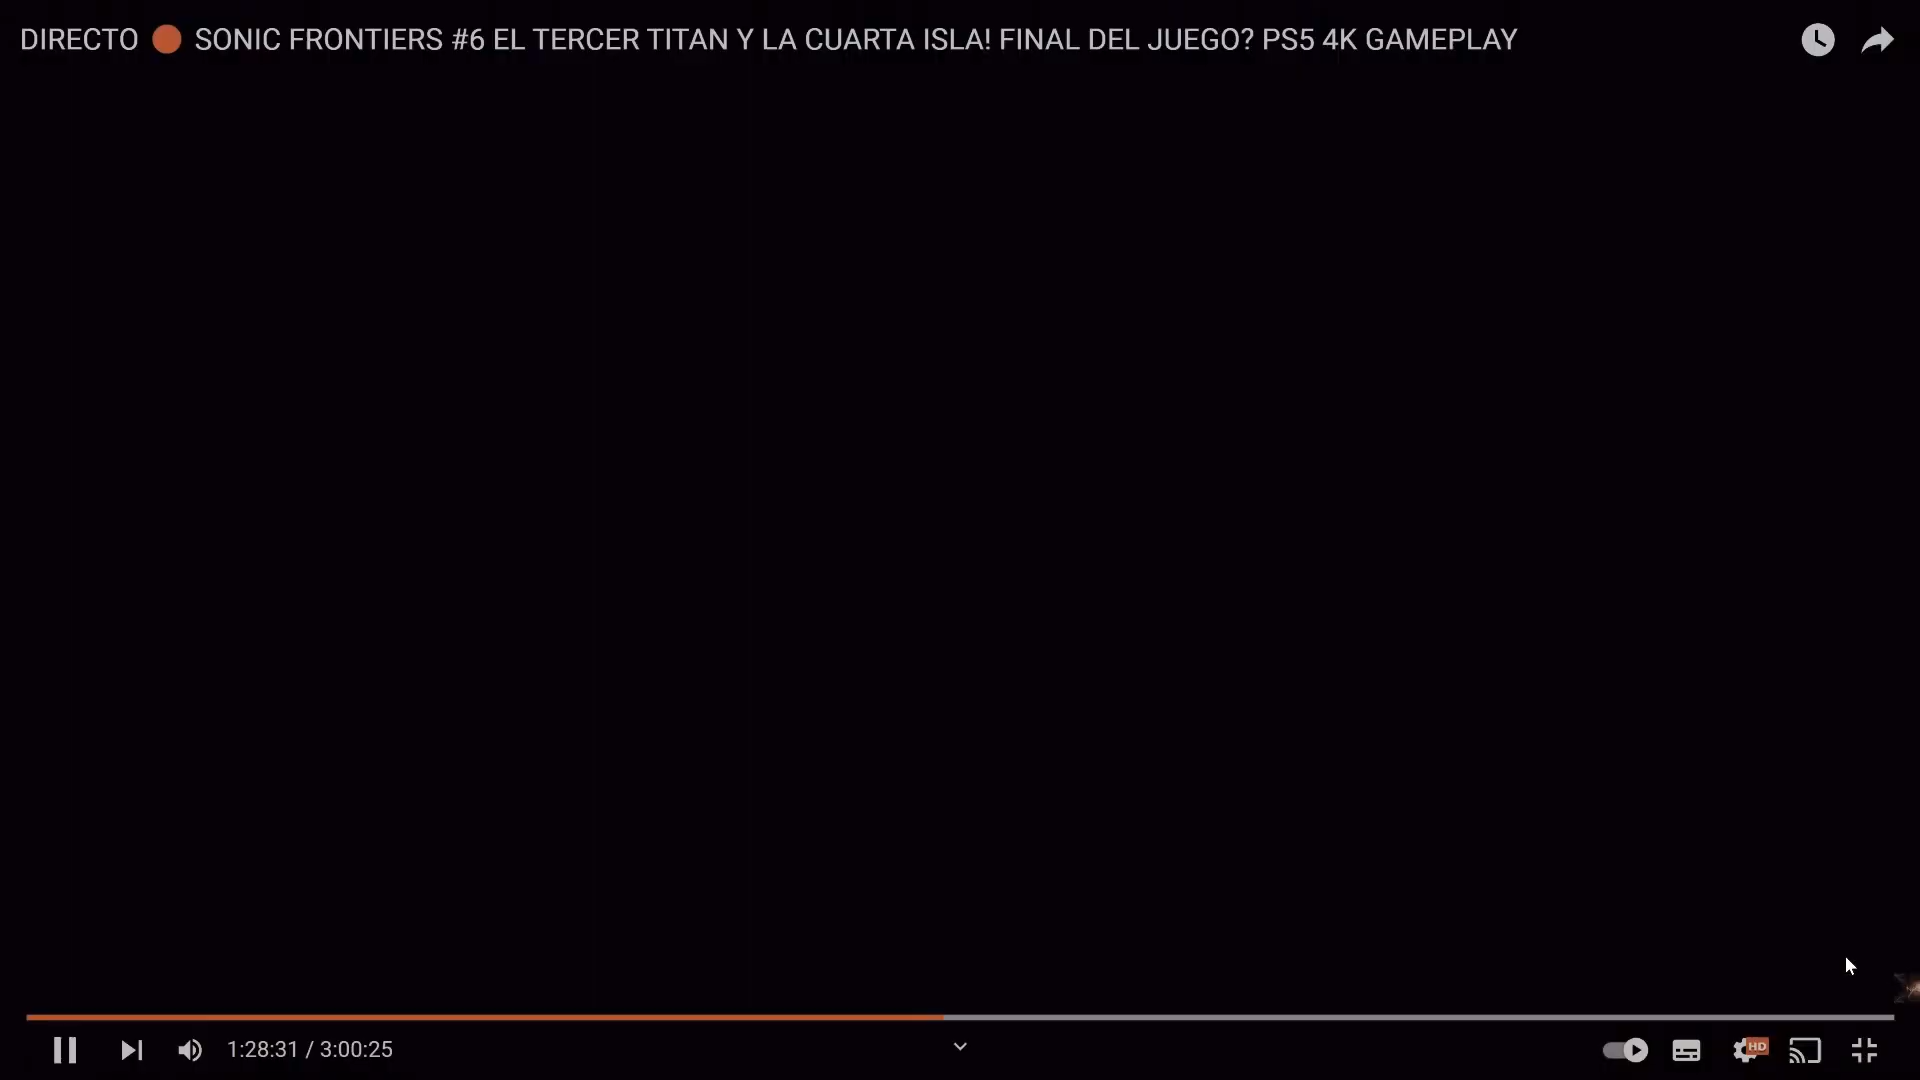 DIRECTO 🔴 SONIC FRONTIERS #6 EL TERCER TITAN Y LA CUARTA ISLA! FINAL DEL JUEGO? PS5 4K GAMEPLAY
1:28:31 / 3:00:25
HD